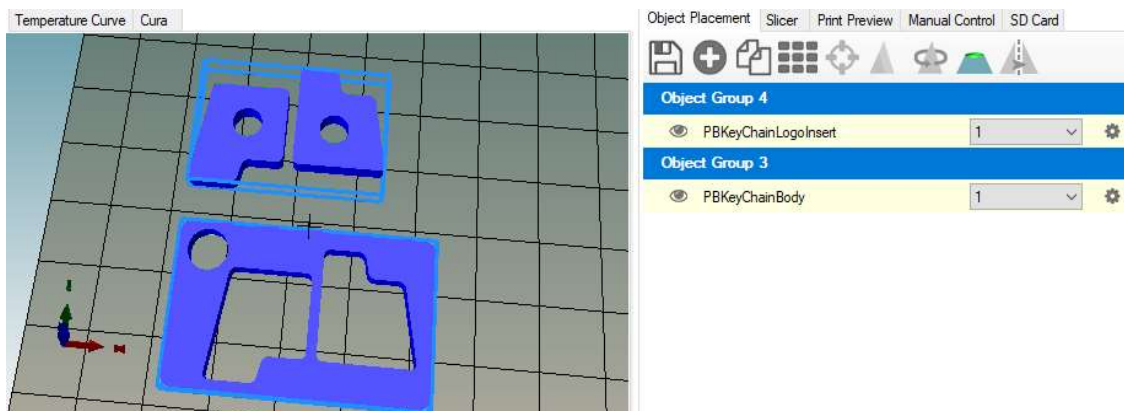 Temperature Curve Cura
Object Placement Slicer Print Preview Manual Control SD Card
Object Group 4
PBKeyChainLogoInsert 1
Object Group 3
PBKeyChainBody 1